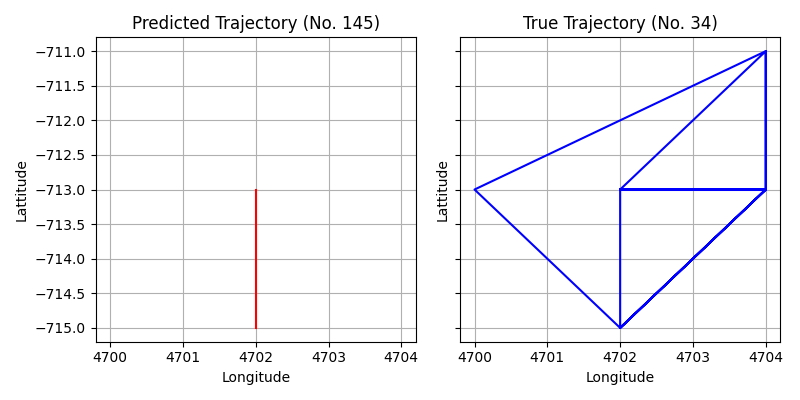 Predicted Trajectory (No. 145)
Lattitude
−711.0
−711.5
−712.0
−712.5
−713.0
−713.5
−714.0
−714.5
−715.0
4700 4701 4702 4703 4704
Longitude
True Trajectory (No. 34)
Lattitude
4700 4701 4702 4703 4704
Longitude